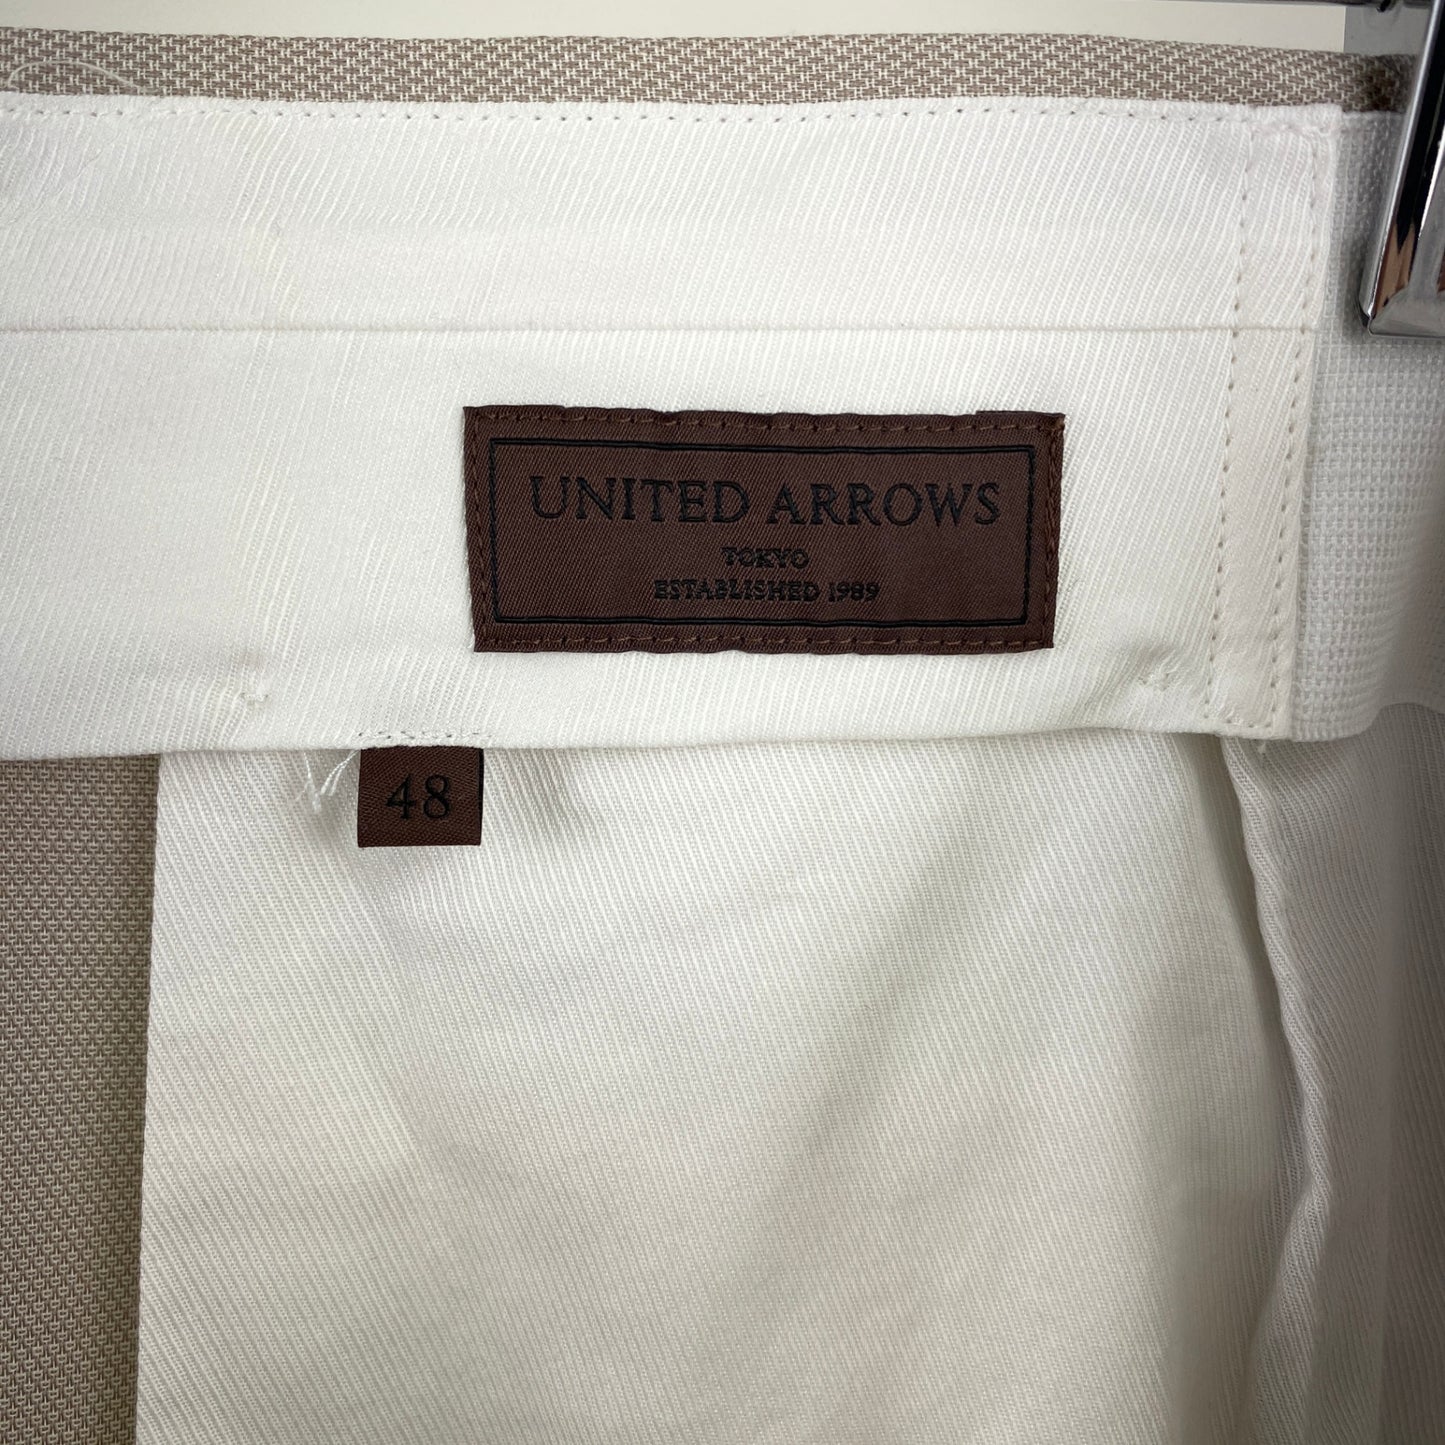 UNITED ARROWS
TOKYO
ESTABLISHED 1989
48